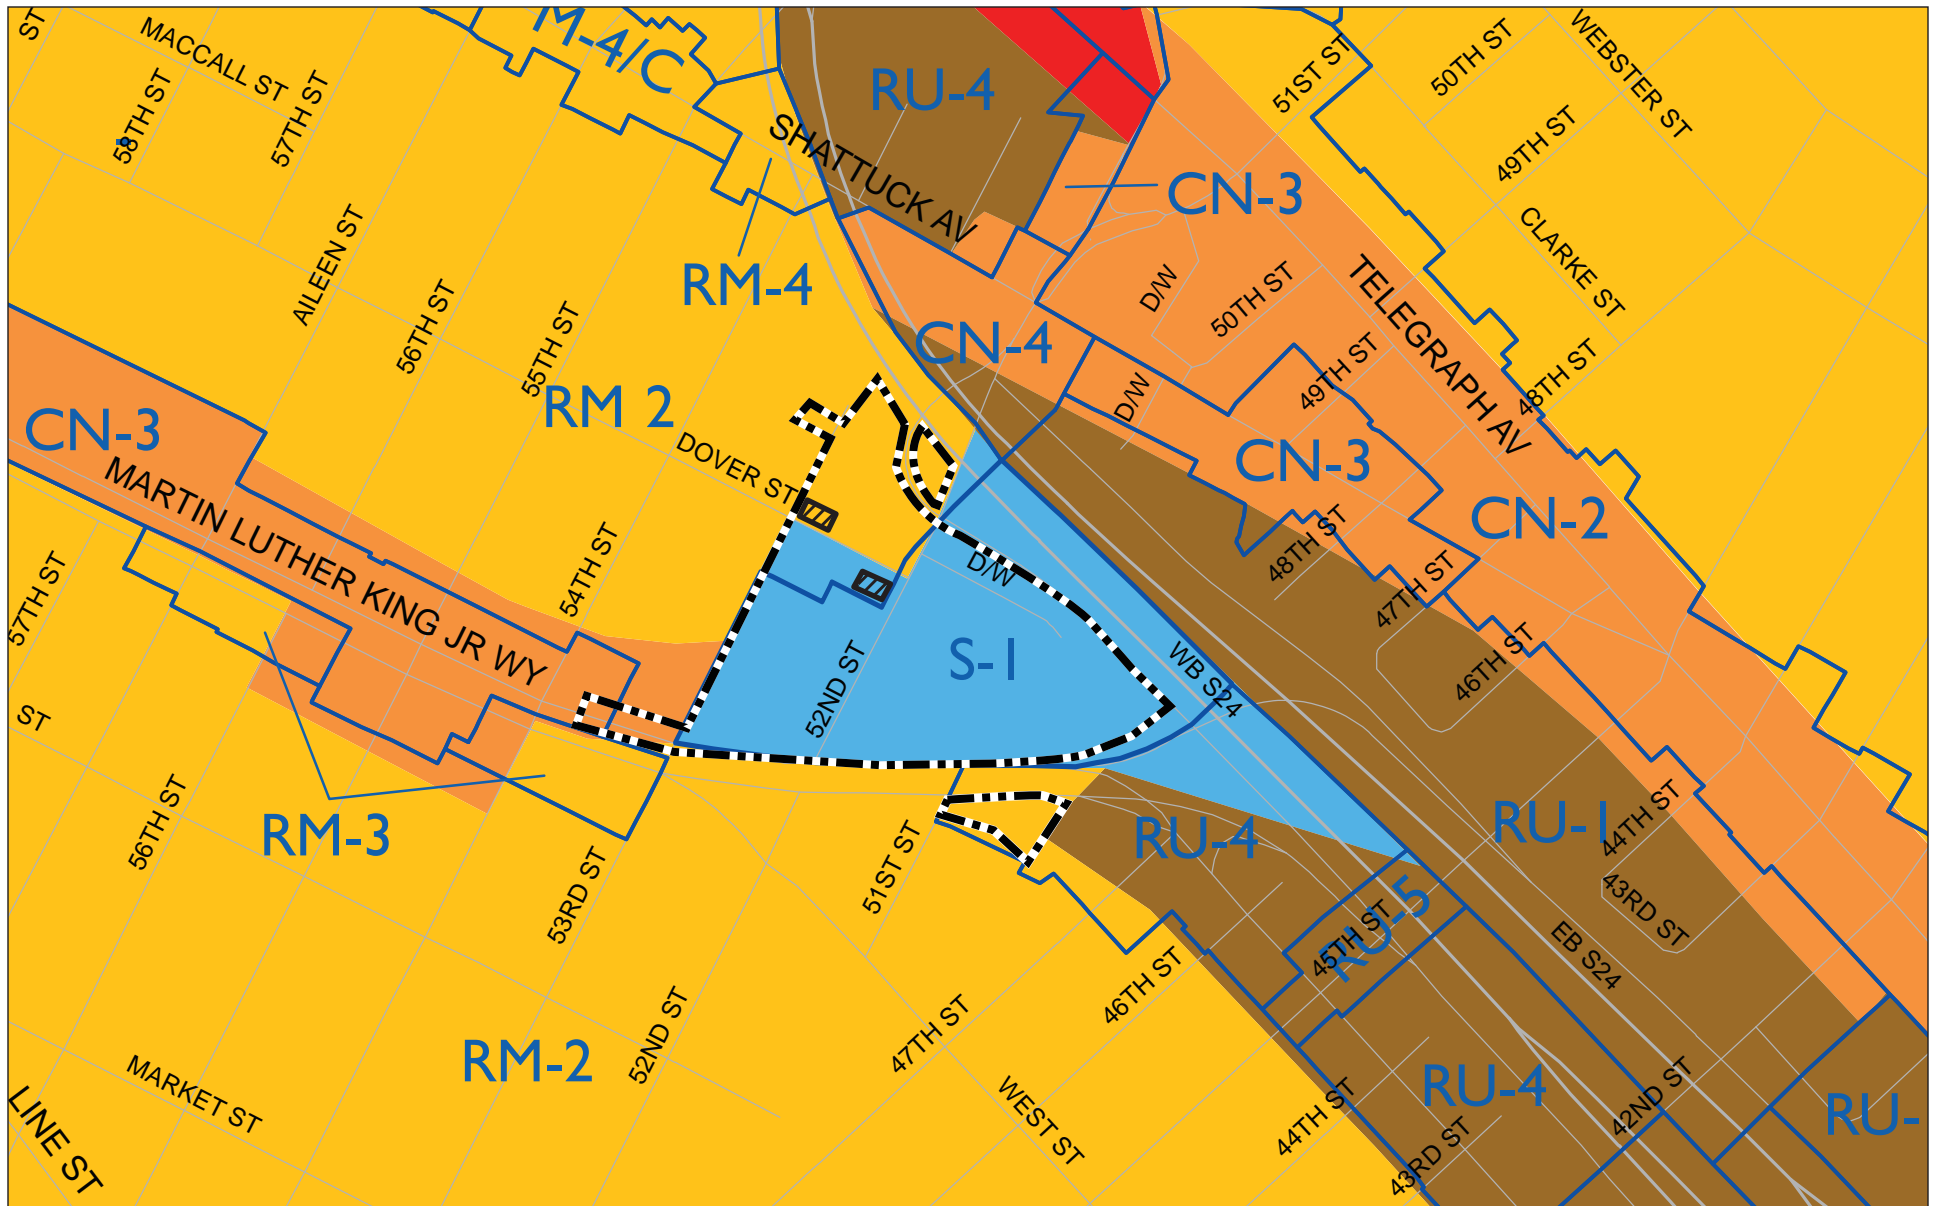 ST
MACCALL ST
58TH ST
57TH ST
M-4/C
RU-4
SHATTUCK AV
51ST S
50TH ST
WEBSTER ST
49TH ST
CN-3
CLARKE ST
AILEEN ST
RM-4
D/W
50TH ST
TELEGRAPH AV
56TH ST
55TH ST
CN-4
49TH ST
48TH ST
D/W
RM 2
CN-3
DOVER ST
CN-3
CN-2
MARTIN LUTHER KING JR WY
54TH ST
48TH ST
47TH ST
57TH ST
D/W
S-1
52ND ST
WB S24
46TH ST
ST
RM-3
56TH ST
53RD ST
51ST ST
RU-4
RU-1
44TH ST
43RD ST
RU-5
45TH ST
EB S24
46TH ST
47TH ST
52ND ST
RM-2
MARKET ST
LINE ST
WEST ST
44TH ST
43RD ST
RU-4
42ND ST
RU-